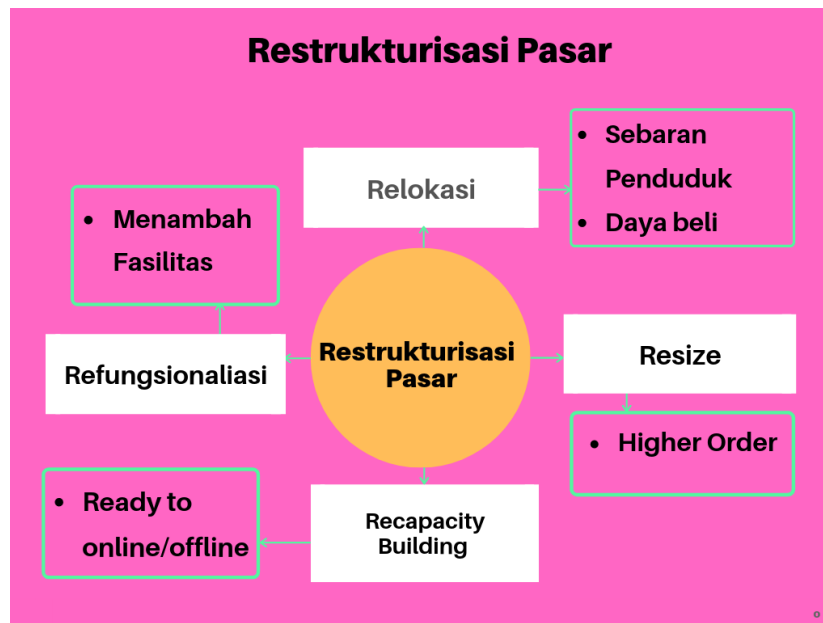 Restrukturisasi Pasar
Relokasi
• Sebaran
Penduduk
• Daya beli
• Menambah
Fasilitas
Refungsionaliasi
Restrukturisasi
Pasar
Resize
• Higher Order
• Ready to
online/offline
Recapacity
Building